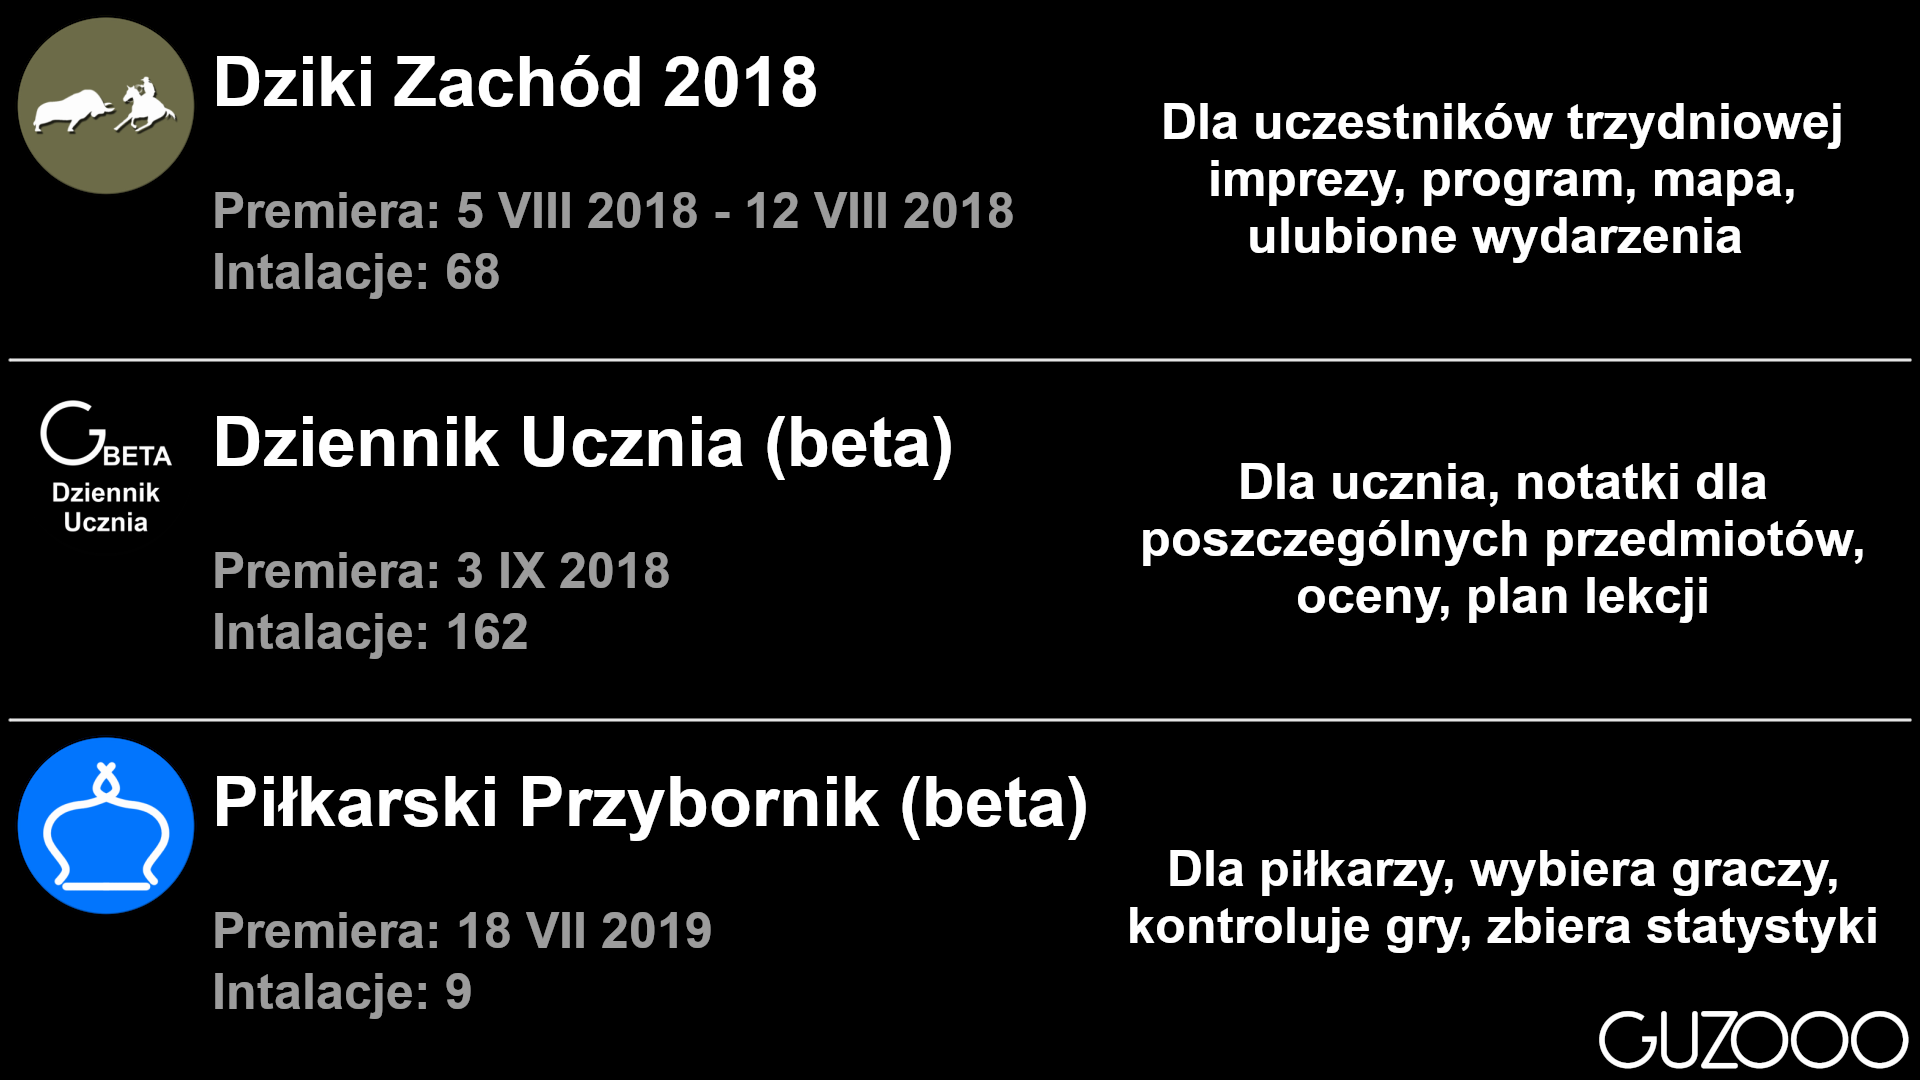 Dziki Zachód 2018
Premiera: 5 VIII 2018 - 12 VIII 2018
Intalacje: 68
Dla uczestników trzydniowej
imprezy, program, mapa,
ulubione wydarzenia
G BETA
Dziennik
Ucznia
Dziennik Ucznia (beta)
Premiera: 3 IX 2018
Intalacje: 162
Dla ucznia, notatki dla
poszczególnych przedmiotów,
oceny, plan lekcji
Piłkarski Przybornik (beta)
Premiera: 18 VII 2019
Intalacje: 9
Dla piłkarzy, wybiera graczy,
kontroluje gry, zbiera statystyki
GUZOOO